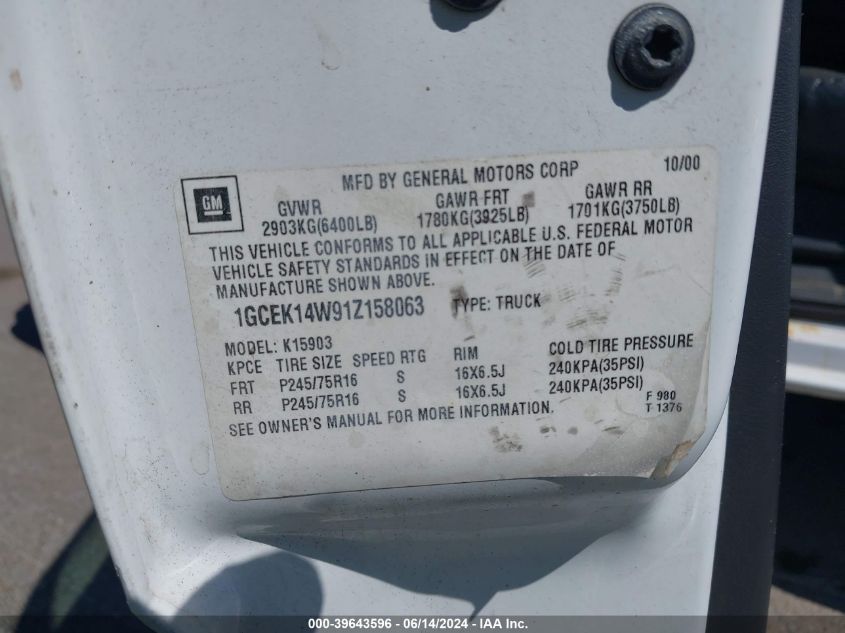 MFD BY GENERAL MOTORS CORP 10/00
GM
GVWR GAWR FRT GAWR RR
2903KG(6400LB) 1780KG(3925LB) 1701KG(3750LB)
THIS VEHICLE CONFORMS TO ALL APPLICABLE U.S. FEDERAL MOTOR
VEHICLE SAFETY STANDARDS IN EFFECT ON THE DATE OF
MANUFACTURE SHOWN ABOVE.
1GCEK14W91Z158063 TYPE: TRUCK
MODEL: K15903
KPCE TIRE SIZE SPEED RTG RIM COLD TIRE PRESSURE
FRT P245/75R16 S 16X6.5J 240KPA(35PSI)
RR P245/75R16 S 16X6.5J 240KPA(35PSI)
SEE OWNER'S MANUAL FOR MORE INFORMATION.
F 980
T 1376
000-39643596 - 06/14/2024 - IAA Inc.